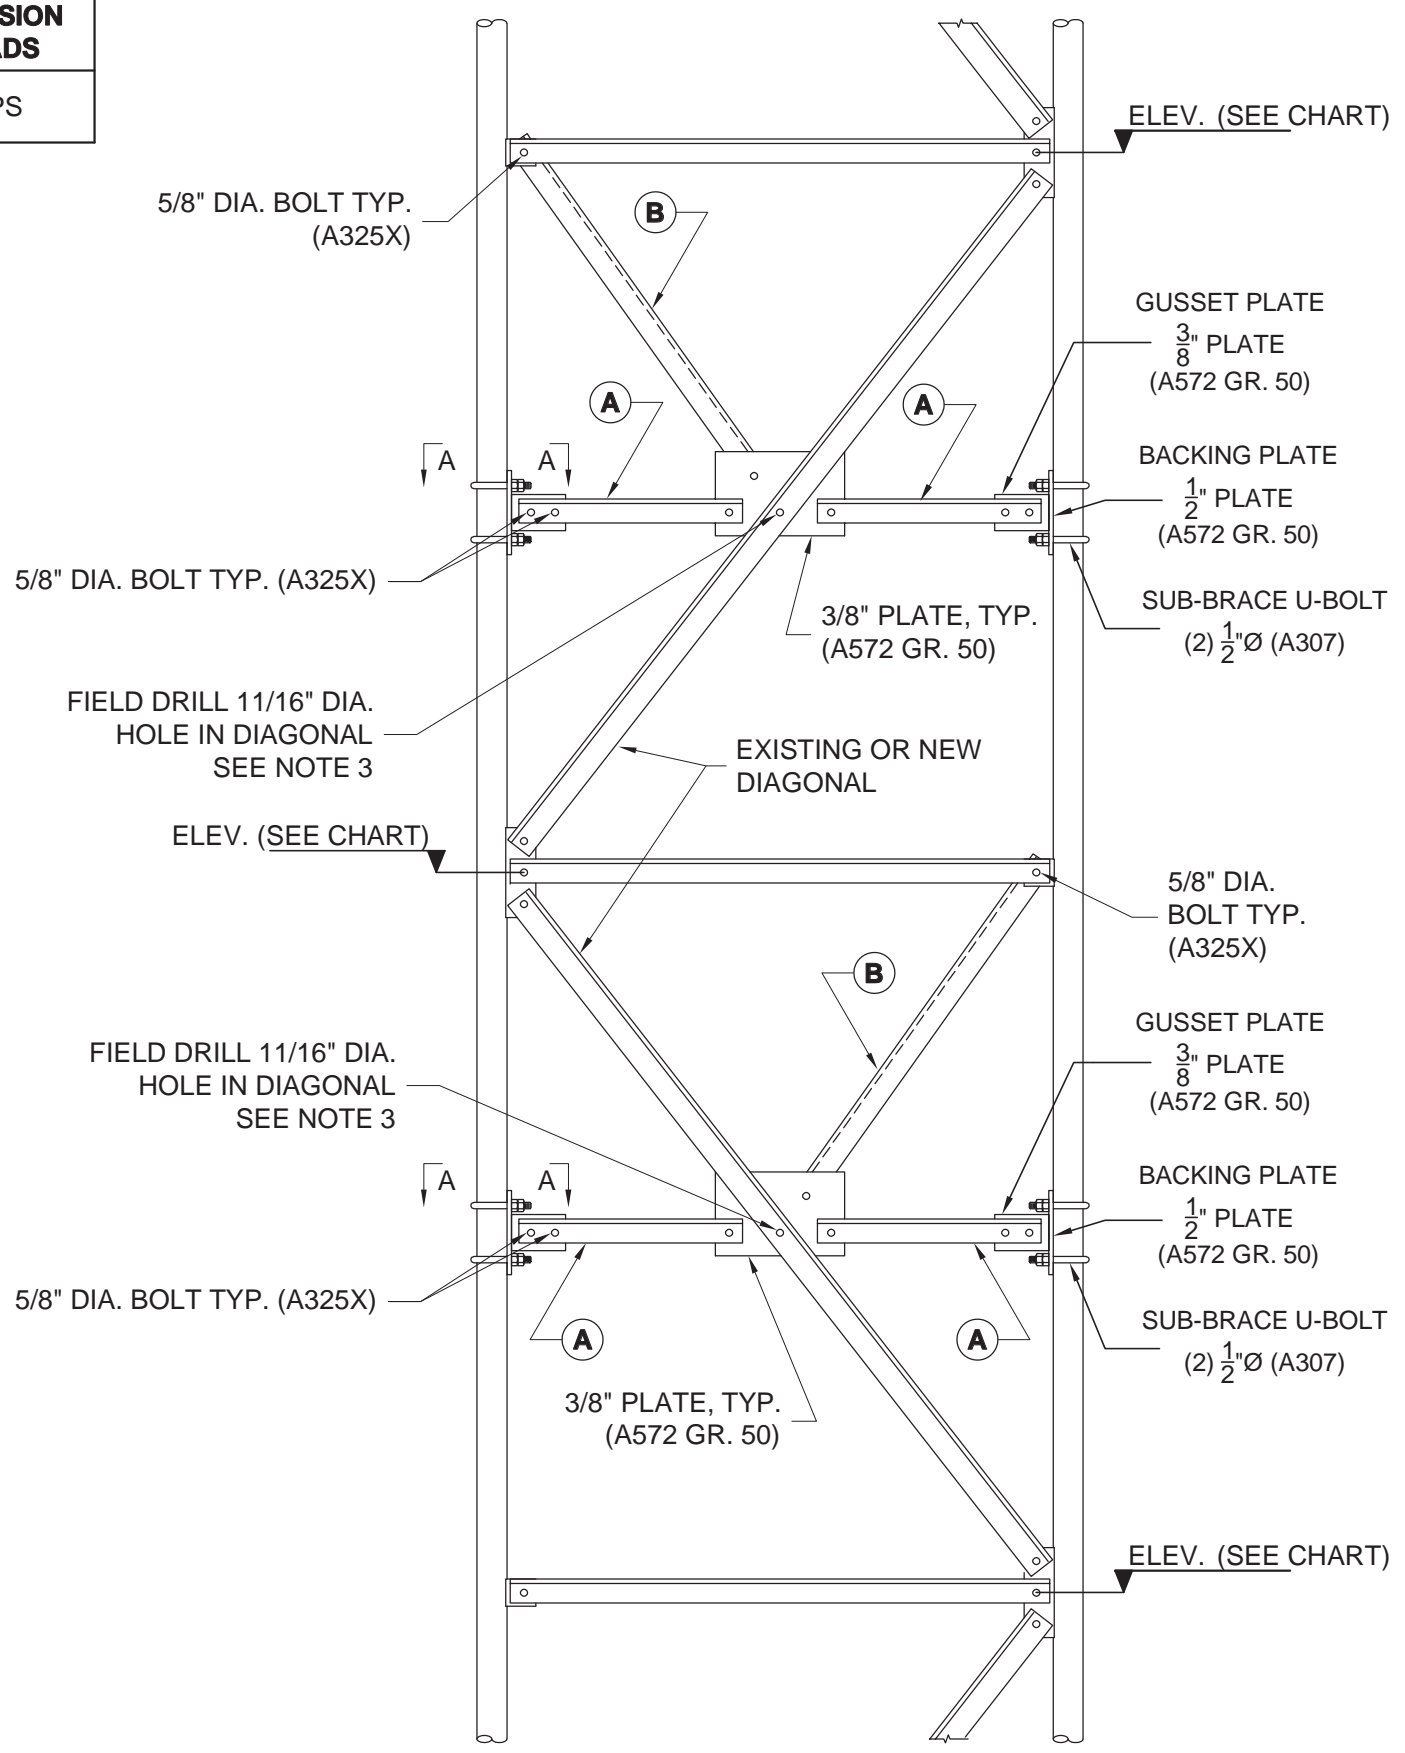 5/8" DIA. BOLT TYP.
(A325X)
B
ELEV. (SEE CHART)
GUSSET PLATE
3/8" PLATE
(A572 GR. 50)
A
A
A
A
BACKING PLATE
1/2" PLATE
(A572 GR. 50)
5/8" DIA. BOLT TYP. (A325X)
3/8" PLATE, TYP.
(A572 GR. 50)
SUB-BRACE U-BOLT
(2) 1/2"Ø (A307)
FIELD DRILL 11/16" DIA.
HOLE IN DIAGONAL
SEE NOTE 3
EXISTING OR NEW
DIAGONAL
ELEV. (SEE CHART)
5/8" DIA.
BOLT TYP.
(A325X)
B
GUSSET PLATE
3/8" PLATE
(A572 GR. 50)
FIELD DRILL 11/16" DIA.
HOLE IN DIAGONAL
SEE NOTE 3
A
A
BACKING PLATE
1/2" PLATE
(A572 GR. 50)
5/8" DIA. BOLT TYP. (A325X)
A
A
SUB-BRACE U-BOLT
(2) 1/2"Ø (A307)
3/8" PLATE, TYP.
(A572 GR. 50)
ELEV. (SEE CHART)